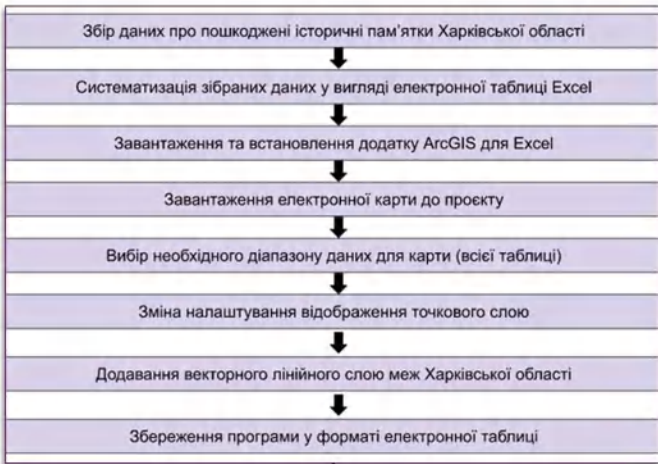 Збір даних про пошкоджені історичні пам’ятки Харківської області
Систематизація зібраних даних у вигляді електронної таблиці Excel
Завантаження та встановлення додатку ArcGIS для Excel
Завантаження електронної карти до проєкту
Вибір необхідного діапазону даних для карти (всієї таблиці)
Зміна налаштування відображення точкового слою
Додавання векторного лінійного слою меж Харківської області
Збереження програми у форматі електронної таблиці